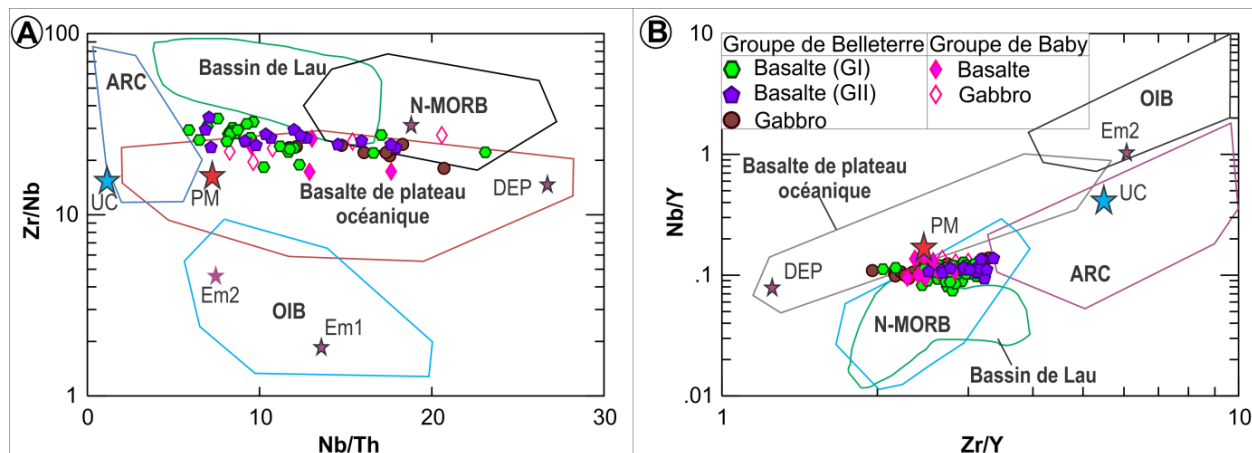 A
100
10
1
Zr/Nb
ARC
Bassin de Lau
N-MORB
UC
PM
Basalte de plateau
océanique
DEP
Em2
OIB
Em1
0
10
20
30
Nb/Th
B
10
1
0.1
.01
Nb/Y
Groupe de Belleterre
Groupe de Baby
Basalte (GI)
Basalte
Basalte (GII)
Gabbro
Gabbro
OIB
Em2
Basalte de plateau
océanique
UC
PM
DEP
ARC
N-MORB
Bassin de Lau
1
10
Zr/Y